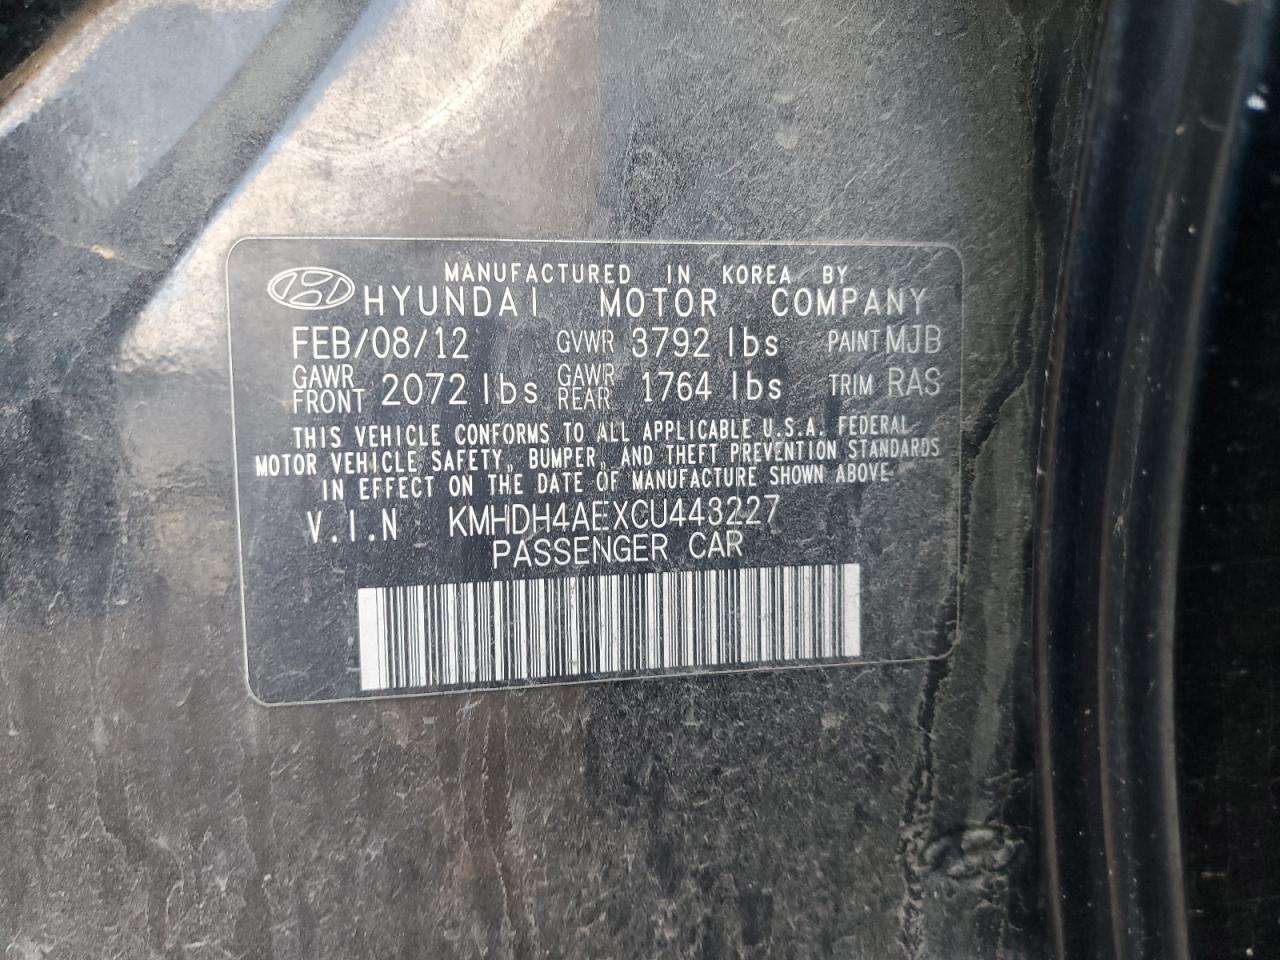 MANUFACTURED IN KOREA BY
HYUNDAI MOTOR COMPANY
FEB/08/12 GVWR 3792 lbs PAINT MJB
GAWR FRONT 2072 lbs GAWR REAR 1764 lbs TRIM RAS
THIS VEHICLE CONFORMS TO ALL APPLICABLE U.S.A. FEDERAL
MOTOR VEHICLE SAFETY, BUMPER, AND THEFT PREVENTION STANDARDS
IN EFFECT ON THE DATE OF MANUFACTURE SHOWN ABOVE
V.I.N KMHDH4AEXCU443227
PASSENGER CAR